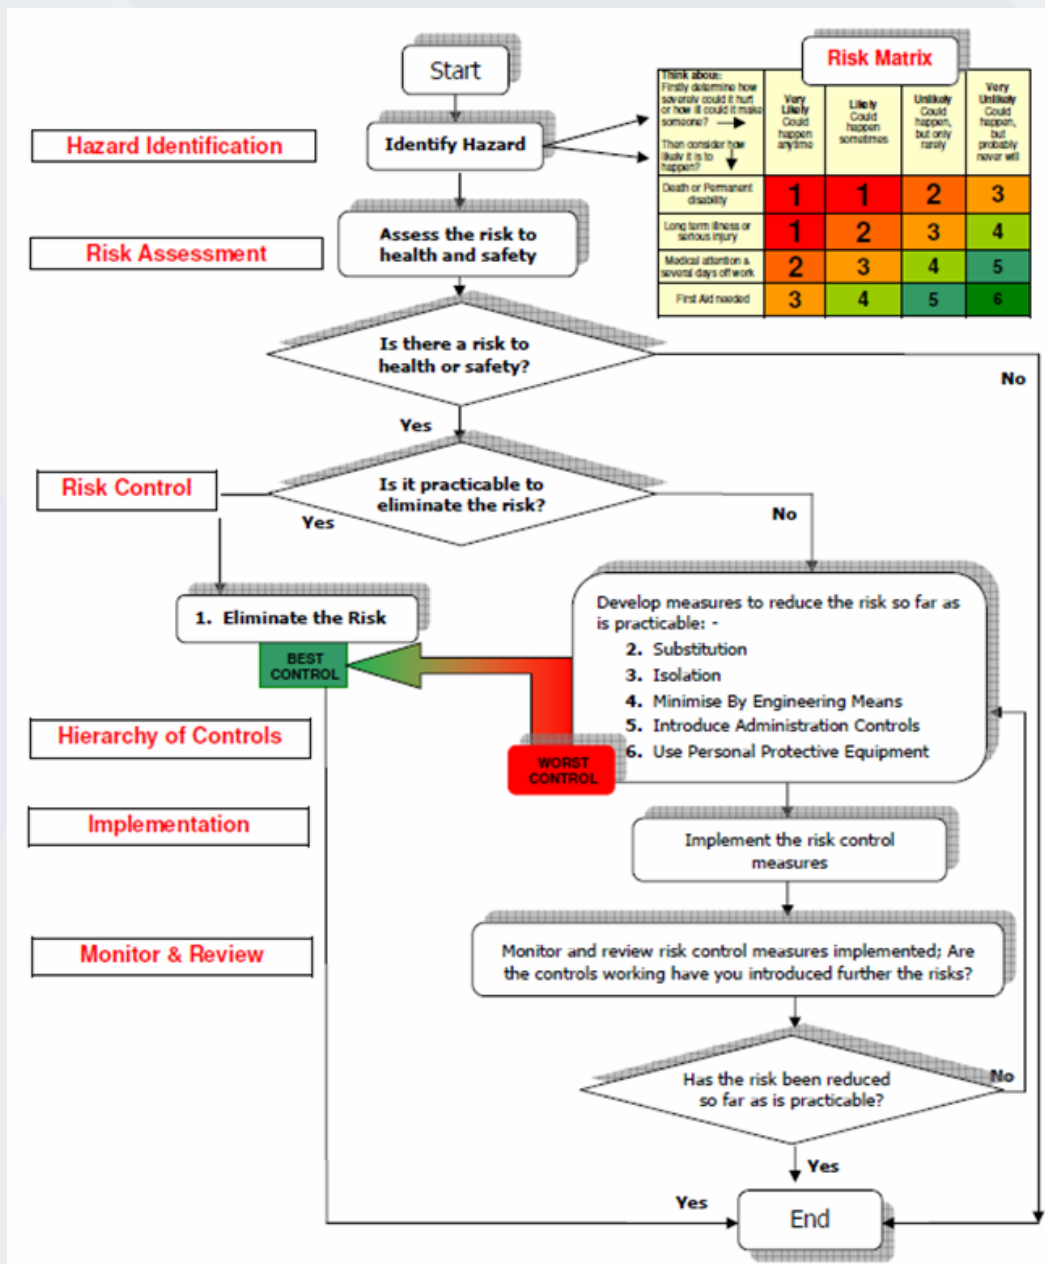 Start
Risk Matrix
Think about:
Firstly determine how
severely could it hurt
or how ill could it make
someone?
Then consider how
likely it is to
happen?
Very
Likely
Could
happen
anytime
Likely
Could
happen
sometimes
Unlikely
Could
happen,
but only
rarely
Very
Unlikely
Could
happen,
but
probably
never will
Death or Permanent
disability
1 1 2 3
Long term illness or
serious injury
1 2 3 4
Medical attention &
several days off work
2 3 4 5
First Aid needed
3 4 5 6
Hazard Identification
Identify Hazard
Risk Assessment
Assess the risk to
health and safety
Is there a risk to
health or safety?
No
Yes
Risk Control
Is it practicable to
eliminate the risk?
Yes
No
1. Eliminate the Risk
BEST
CONTROL
Develop measures to reduce the risk so far as
is practicable: -
2. Substitution
3. Isolation
4. Minimise By Engineering Means
5. Introduce Administration Controls
6. Use Personal Protective Equipment
WORST
CONTROL
Hierarchy of Controls
Implementation
Implement the risk control
measures
Monitor & Review
Monitor and review risk control measures implemented; Are
the controls working have you introduced further the risks?
Has the risk been reduced
so far as is practicable?
No
Yes
Yes
End